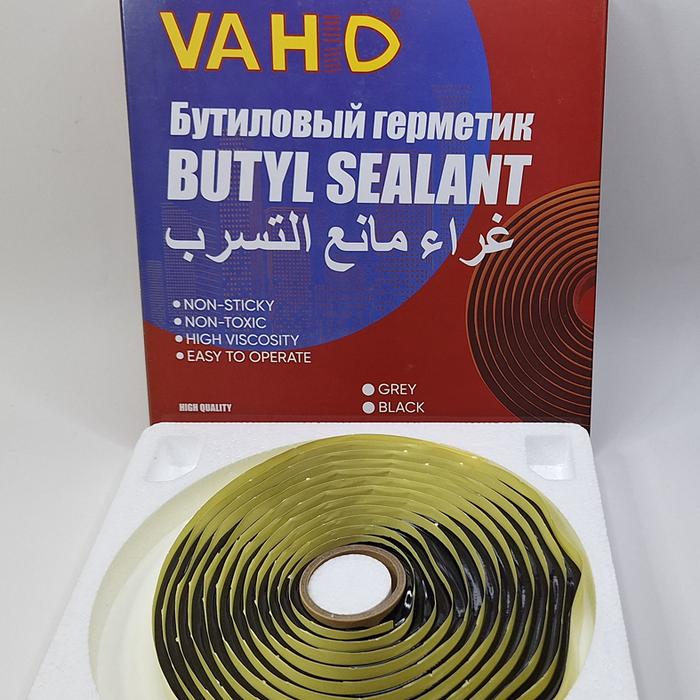 VAHD
Бутиловый герметик
BUTYL SEALANT
غراء مانع التسرب
• NON-STICKY
• NON-TOXIC
• HIGH VISCOSITY
• EASY TO OPERATE
GREY
BLACK
HIGH QUALITY